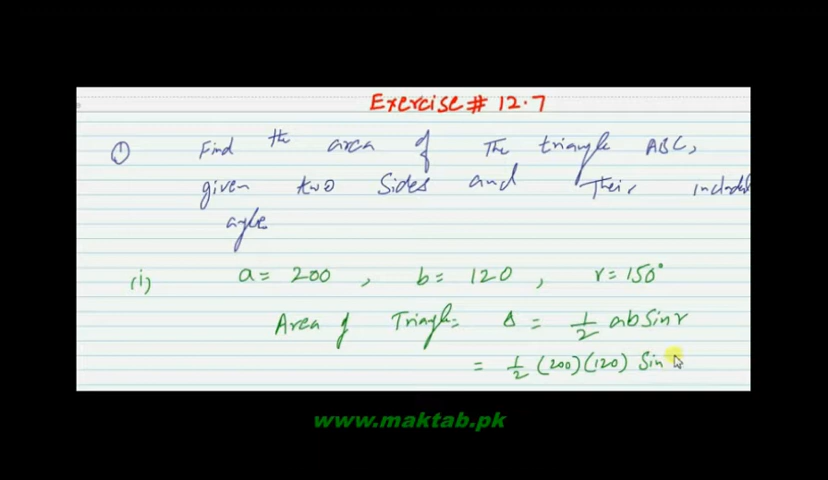 Exercise # 12.7
① Find the area of The triangle ABC,
given two Sides and Their included
angle
(i) a = 200 , b = 120 , r = 150°
Area of Triangle = Δ = 1/2 ab Sin r
= 1/2 (200)(120) Sin
www.maktab.pk